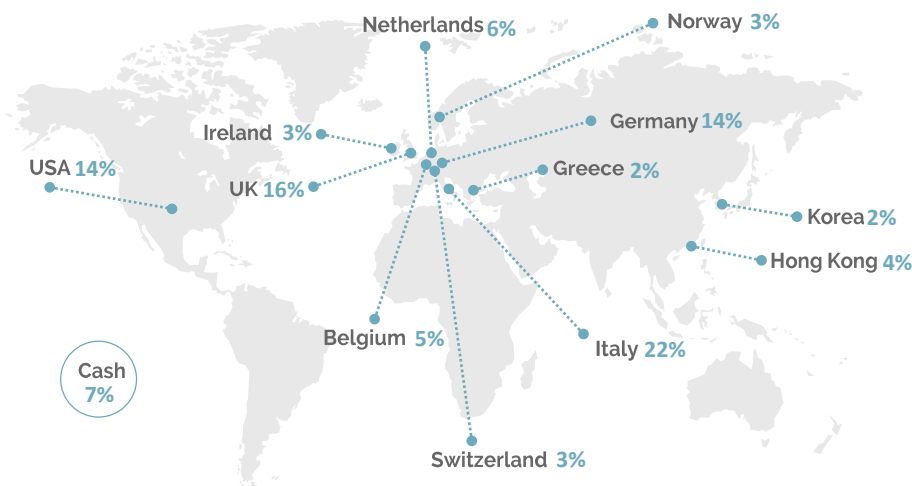 Netherlands 6%
Norway 3%
Ireland 3%
Germany 14%
USA 14%
UK 16%
Greece 2%
Korea 2%
Hong Kong 4%
Belgium 5%
Italy 22%
Cash
7%
Switzerland 3%